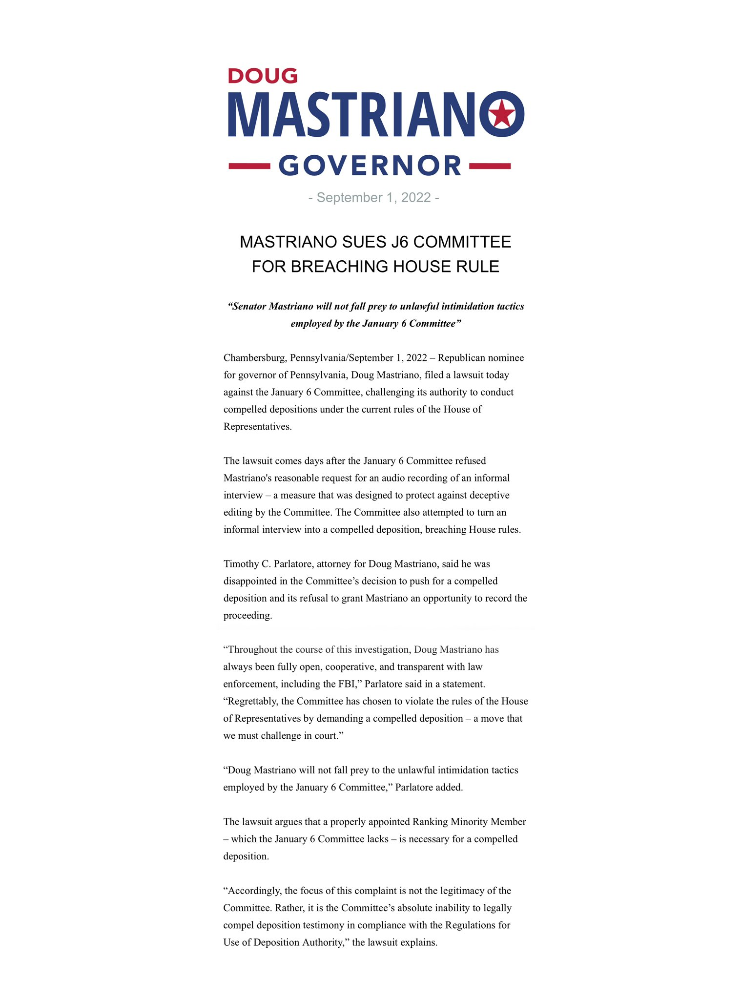 DOUG
MASTRIANO
GOVERNOR
- September 1, 2022 -
MASTRIANO SUES J6 COMMITTEE
FOR BREACHING HOUSE RULE
“Senator Mastriano will not fall prey to unlawful intimidation tactics
employed by the January 6 Committee”
Chambersburg, Pennsylvania/September 1, 2022 – Republican nominee
for governor of Pennsylvania, Doug Mastriano, filed a lawsuit today
against the January 6 Committee, challenging its authority to conduct
compelled depositions under the current rules of the House of
Representatives.
The lawsuit comes days after the January 6 Committee refused
Mastriano's reasonable request for an audio recording of an informal
interview – a measure that was designed to protect against deceptive
editing by the Committee. The Committee also attempted to turn an
informal interview into a compelled deposition, breaching House rules.
Timothy C. Parlatore, attorney for Doug Mastriano, said he was
disappointed in the Committee’s decision to push for a compelled
deposition and its refusal to grant Mastriano an opportunity to record the
proceeding.
“Throughout the course of this investigation, Doug Mastriano has
always been fully open, cooperative, and transparent with law
enforcement, including the FBI,” Parlatore said in a statement.
“Regrettably, the Committee has chosen to violate the rules of the House
of Representatives by demanding a compelled deposition – a move that
we must challenge in court.”
“Doug Mastriano will not fall prey to the unlawful intimidation tactics
employed by the January 6 Committee,” Parlatore added.
The lawsuit argues that a properly appointed Ranking Minority Member
– which the January 6 Committee lacks – is necessary for a compelled
deposition.
“Accordingly, the focus of this complaint is not the legitimacy of the
Committee. Rather, it is the Committee’s absolute inability to legally
compel deposition testimony in compliance with the Regulations for
Use of Deposition Authority,” the lawsuit explains.